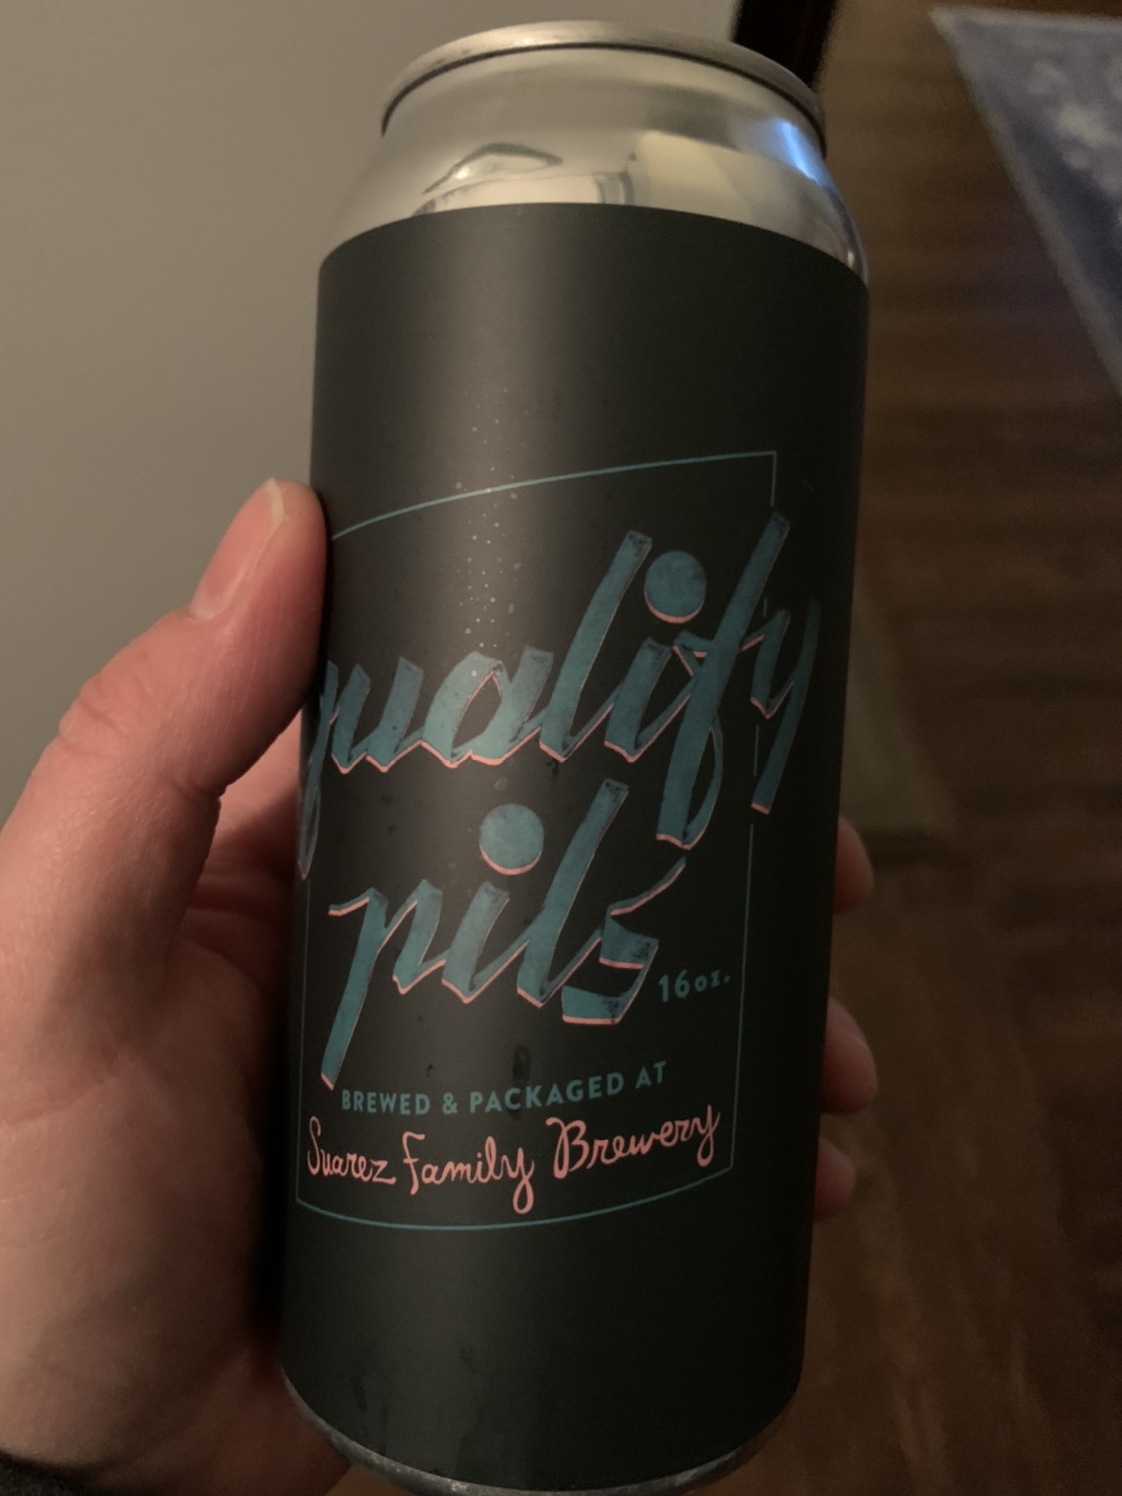 qualify
pils
16oz.
BREWED & PACKAGED AT
Suarez Family Brewery